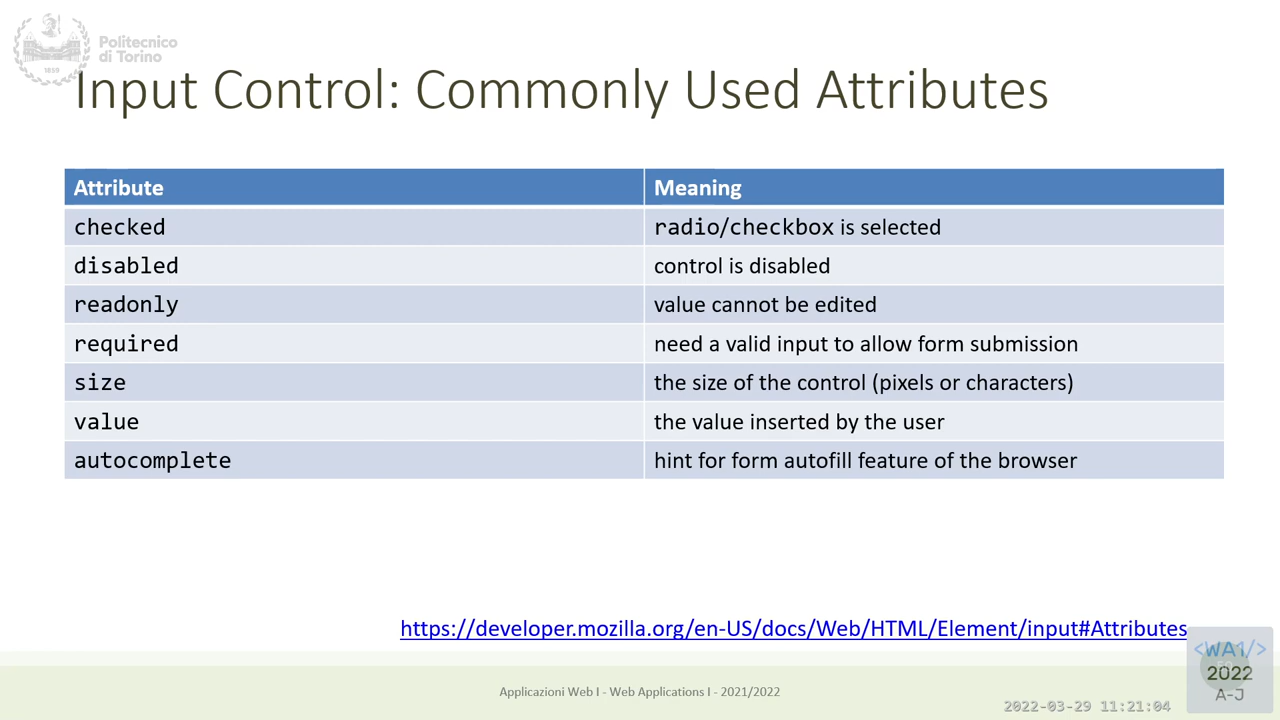 Politecnico
di Torino
1859
Input Control: Commonly Used Attributes
Attribute Meaning
checked radio/checkbox is selected
disabled control is disabled
readonly value cannot be edited
required need a valid input to allow form submission
size the size of the control (pixels or characters)
value the value inserted by the user
autocomplete hint for form autofill feature of the browser
https://developer.mozilla.org/en-US/docs/Web/HTML/Element/input#Attributes
<WA1/>
2022
A-J
Applicazioni Web I - Web Applications I - 2021/2022
2022-03-29 11:21:04